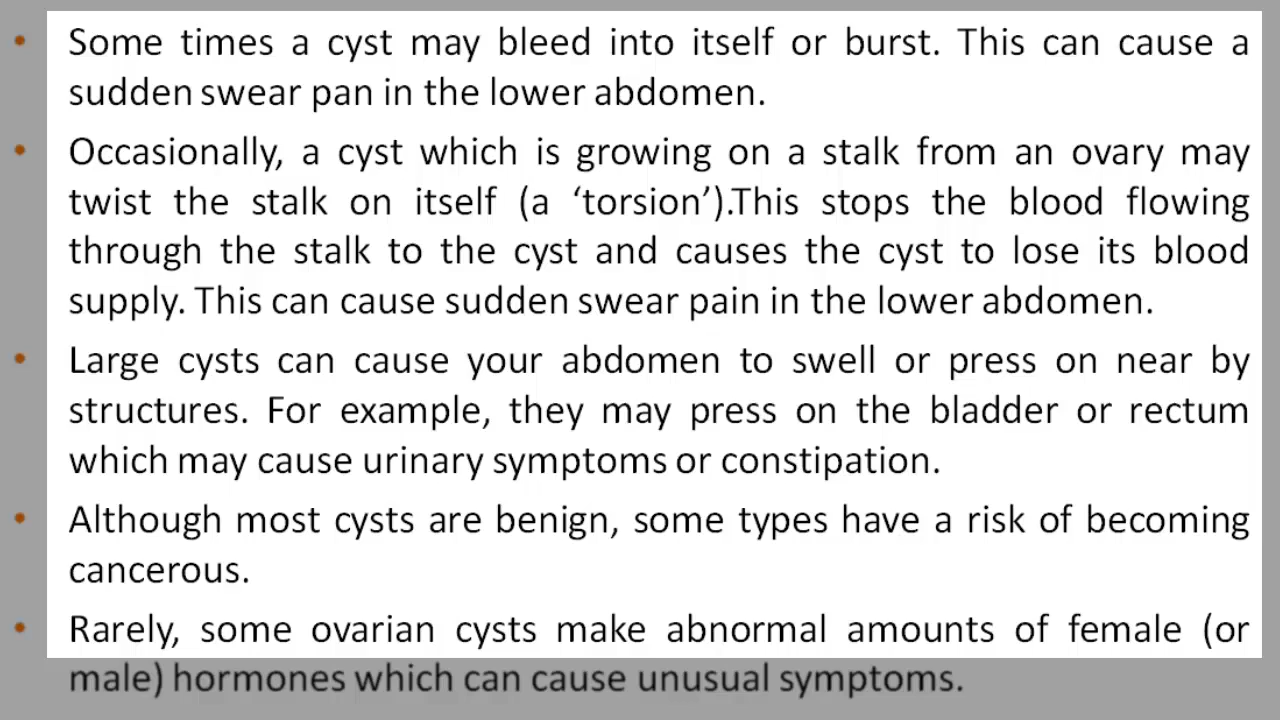 • Some times a cyst may bleed into itself or burst. This can cause a
sudden swear pan in the lower abdomen.
• Occasionally, a cyst which is growing on a stalk from an ovary may
twist the stalk on itself (a ‘torsion’).This stops the blood flowing
through the stalk to the cyst and causes the cyst to lose its blood
supply. This can cause sudden swear pain in the lower abdomen.
• Large cysts can cause your abdomen to swell or press on near by
structures. For example, they may press on the bladder or rectum
which may cause urinary symptoms or constipation.
• Although most cysts are benign, some types have a risk of becoming
cancerous.
• Rarely, some ovarian cysts make abnormal amounts of female (or
male) hormones which can cause unusual symptoms.